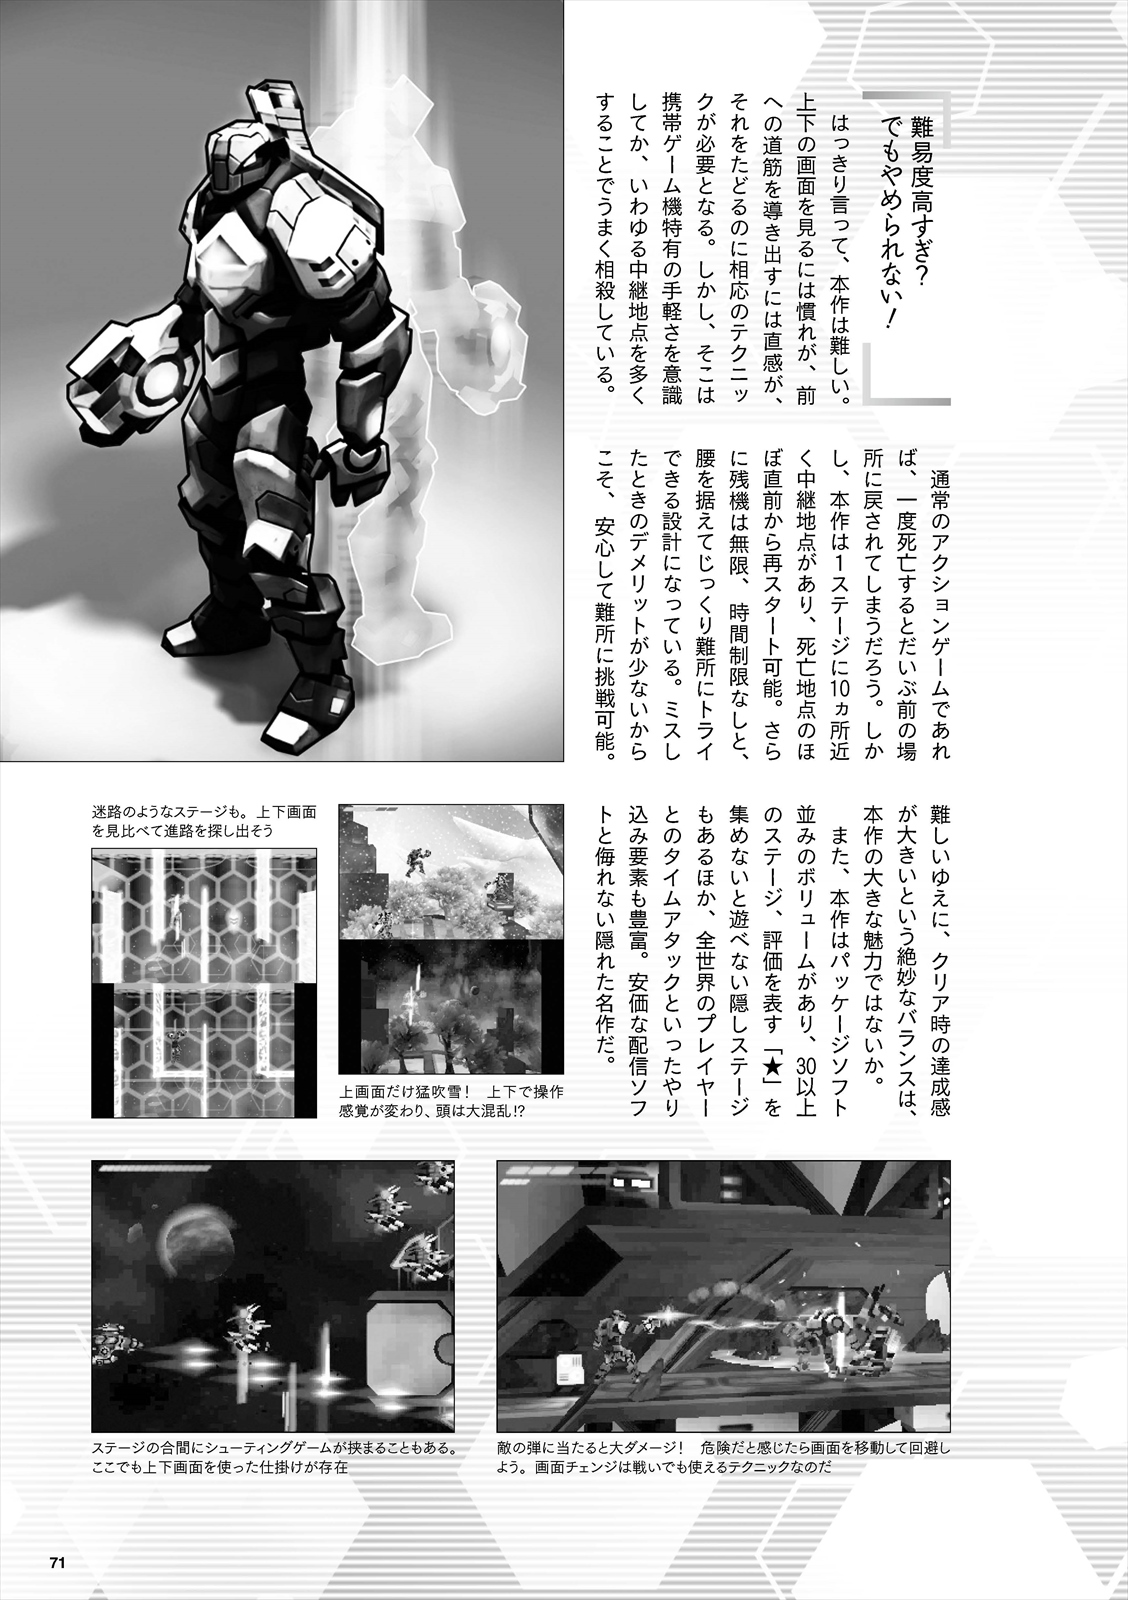 難易度高すぎ？
でもやめられない！
はっきり言って、本作は難しい。
上下の画面を見るには慣れが、前
への道筋を導き出すには直感が、
それをたどるのに相応のテクニッ
クが必要となる。しかし、そこは
携帯ゲーム機特有の手軽さを意識
してか、いわゆる中継地点を多く
することでうまく相殺している。
通常のアクションゲームであれ
ば、一度死亡するとだいぶ前の場
所に戻されてしまうだろう。しか
し、本作は1ステージに10ヵ所近
く中継地点があり、死亡地点のほ
ぼ直前から再スタート可能。さら
に残機は無限、時間制限なしと、
腰を据えてじっくり難所にトライ
できる設計になっている。ミスし
たときのデメリットが少ないから
こそ、安心して難所に挑戦可能。
難しいゆえに、クリア時の達成感
が大きいという絶妙なバランスは、
本作の大きな魅力ではないか。
また、本作はパッケージソフト
並みのボリュームがあり、30以上
のステージ、評価を表す「★」を
集めないと遊べない隠しステージ
もあるほか、全世界のプレイヤー
とのタイムアタックといったやり
込み要素も豊富。安価な配信ソフ
トと侮れない隠れた名作だ。
迷路のようなステージも。上下画面
を見比べて進路を探し出そう
上画面だけ猛吹雪！　上下で操作
感覚が変わり、頭は大混乱!?
ステージの合間にシューティングゲームが挟まることもある。
ここでも上下画面を使った仕掛けが存在
敵の弾に当たると大ダメージ！　危険だと感じたら画面を移動して回避し
よう。画面チェンジは戦いでも使えるテクニックなのだ
71